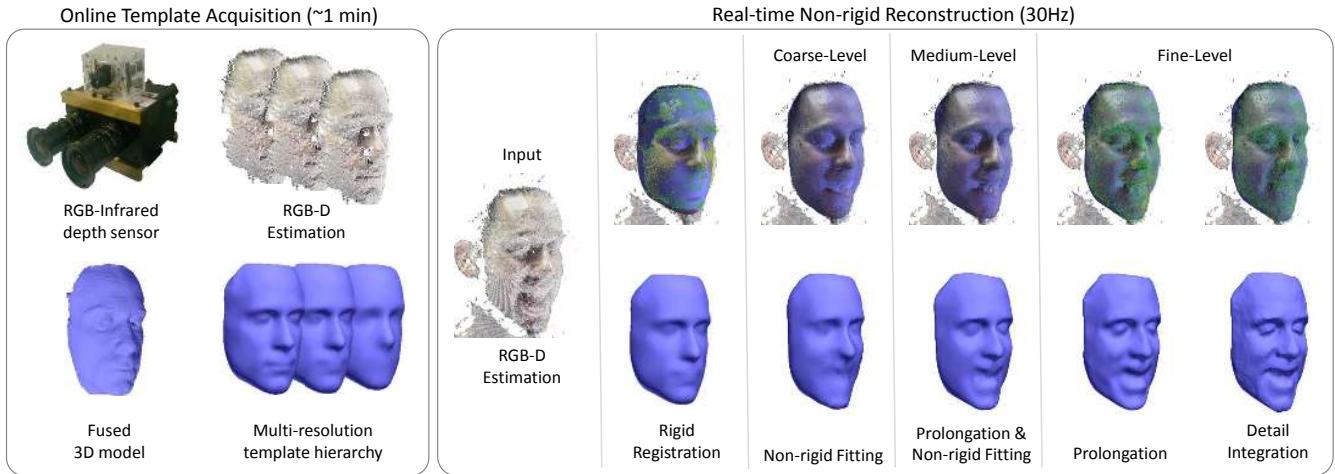 Online Template Acquisition (~1 min)
RGB-Infrared
depth sensor
RGB-D
Estimation
Fused
3D model
Multi-resolution
template hierarchy
Real-time Non-rigid Reconstruction (30Hz)
Input
RGB-D
Estimation
Rigid
Registration
Coarse-Level
Non-rigid Fitting
Medium-Level
Prolongation &
Non-rigid Fitting
Fine-Level
Prolongation
Detail
Integration